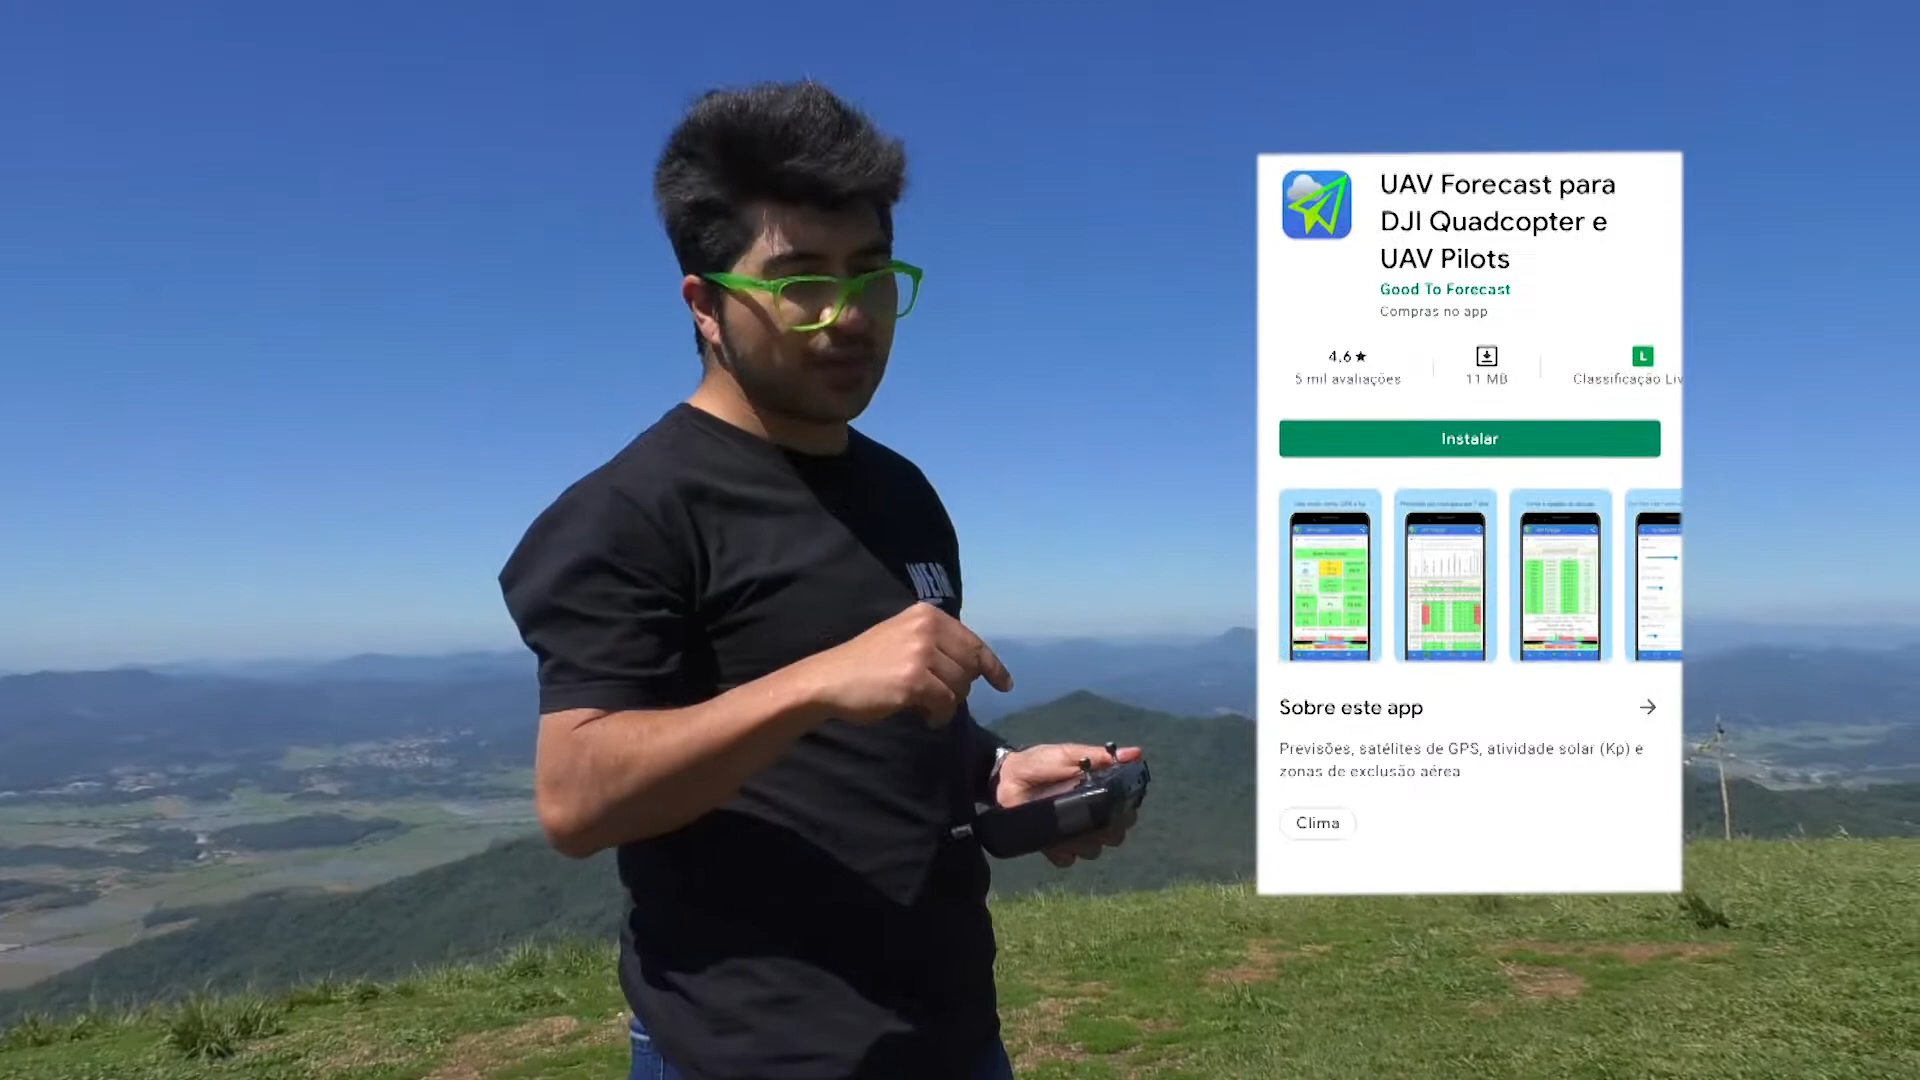 UAV Forecast para
DJI Quadcopter e
UAV Pilots
Good To Forecast
Compras no app
4,6★
5 mil avaliações
11 MB
L
Classificação Liv
Instalar
Sobre este app
Previsões, satélites de GPS, atividade solar (Kp) e
zonas de exclusão aérea
Clima
WEAR